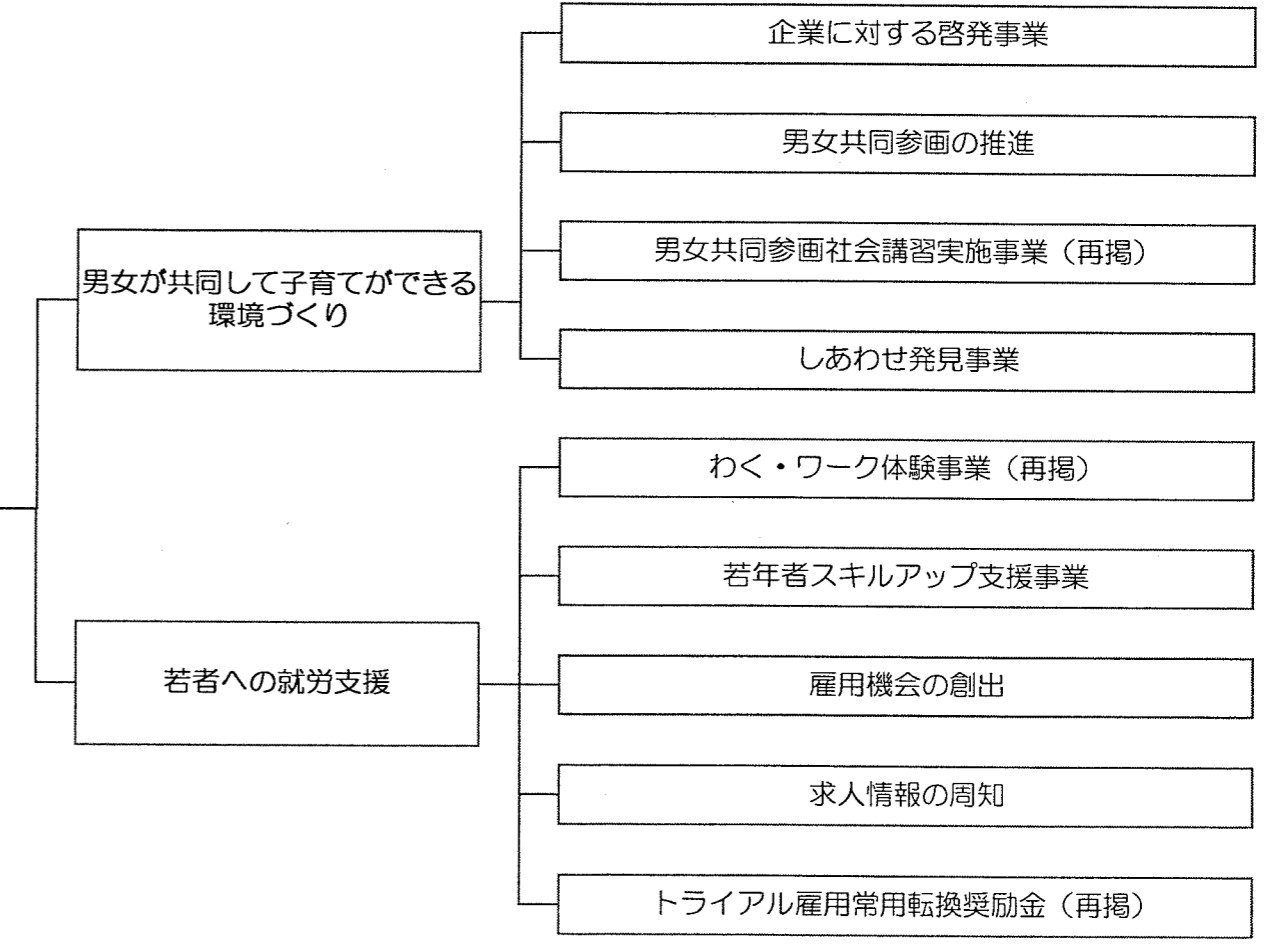 企業に対する啓発事業
男女共同参画の推進
男女共同参画社会講習実施事業（再掲）
しあわせ発見事業
男女が共同して子育てができる
環境づくり
わく・ワーク体験事業（再掲）
若年者スキルアップ支援事業
雇用機会の創出
求人情報の周知
トライアル雇用常用転換奨励金（再掲）
若者への就労支援